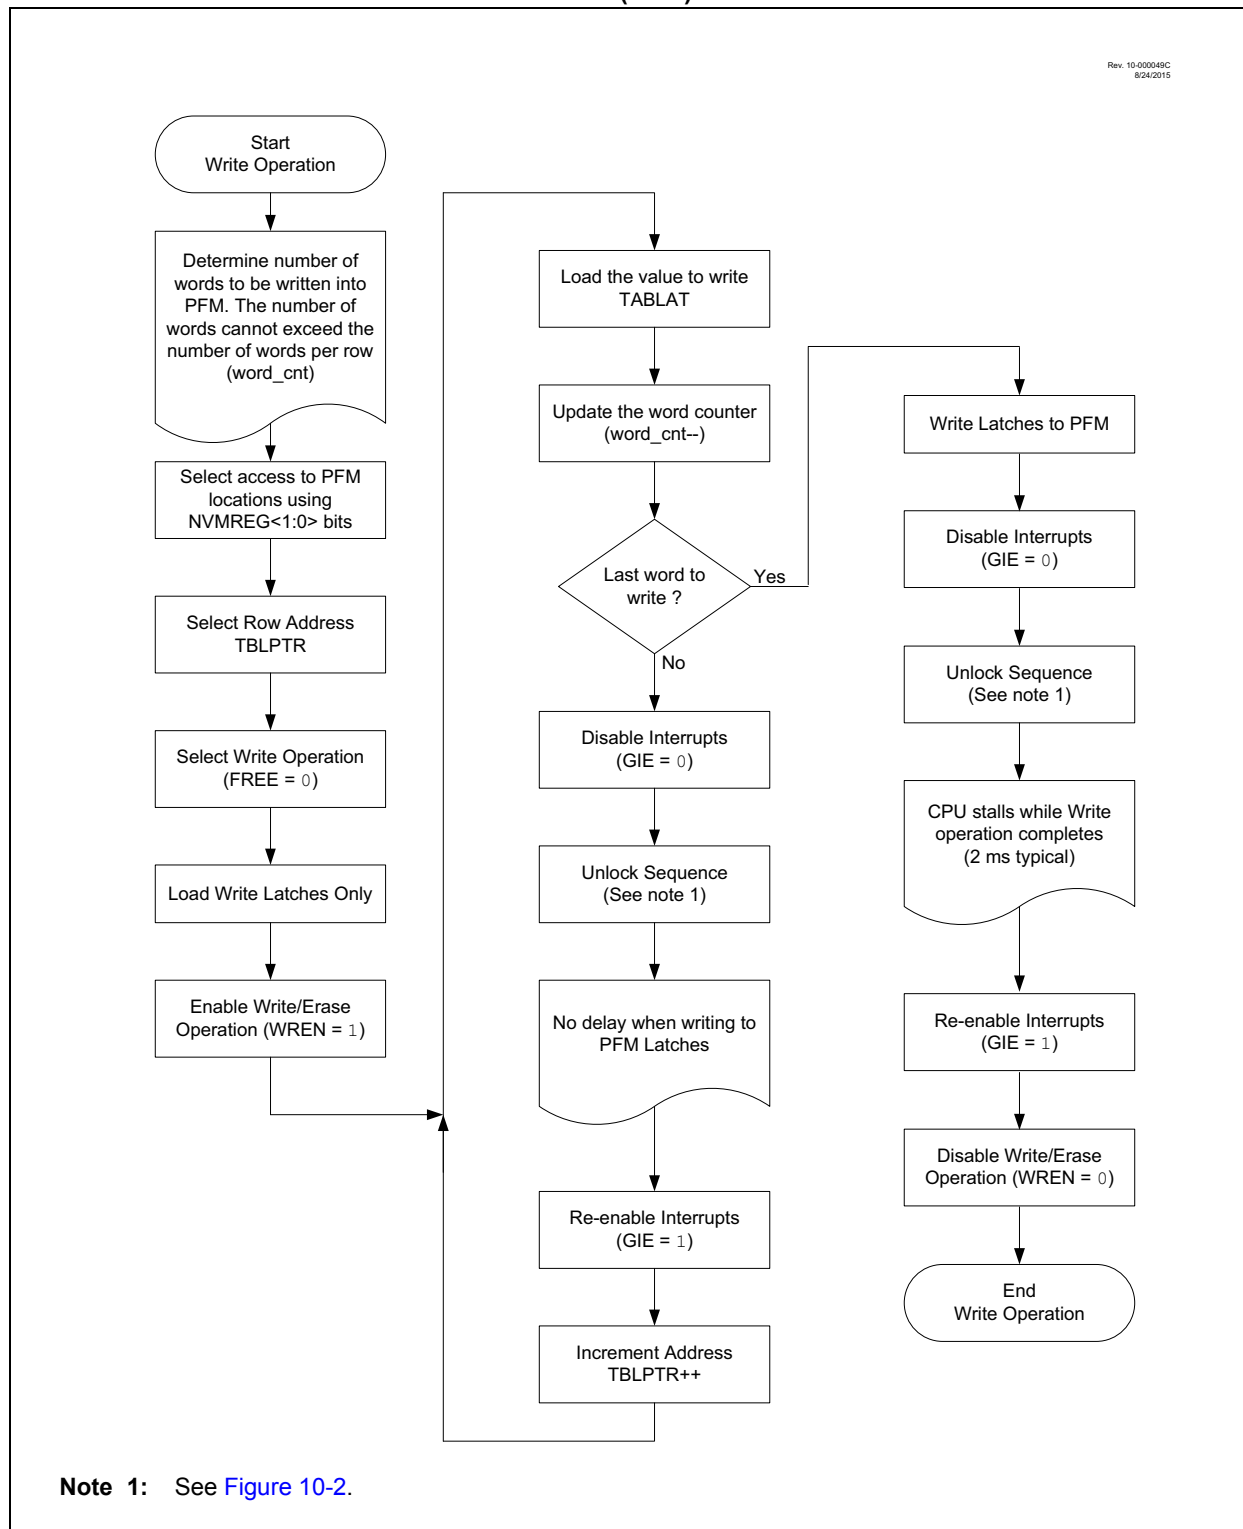 Rev. 10-000049C
8/24/2015
Start
Write Operation
Determine number of
words to be written into
PFM. The number of
words cannot exceed the
number of words per row
(word_cnt)
Select access to PFM
locations using
NVMREG<1:0> bits
Select Row Address
TBLPTR
Select Write Operation
(FREE = 0)
Load Write Latches Only
Enable Write/Erase
Operation (WREN = 1)
Load the value to write
TABLAT
Update the word counter
(word_cnt--)
Last word to
write ?
Yes
No
Disable Interrupts
(GIE = 0)
Unlock Sequence
(See note 1)
No delay when writing to
PFM Latches
Re-enable Interrupts
(GIE = 1)
Increment Address
TBLPTR++
Write Latches to PFM
Disable Interrupts
(GIE = 0)
Unlock Sequence
(See note 1)
CPU stalls while Write
operation completes
(2 ms typical)
Re-enable Interrupts
(GIE = 1)
Disable Write/Erase
Operation (WREN = 0)
End
Write Operation
Note 1: See Figure 10-2.